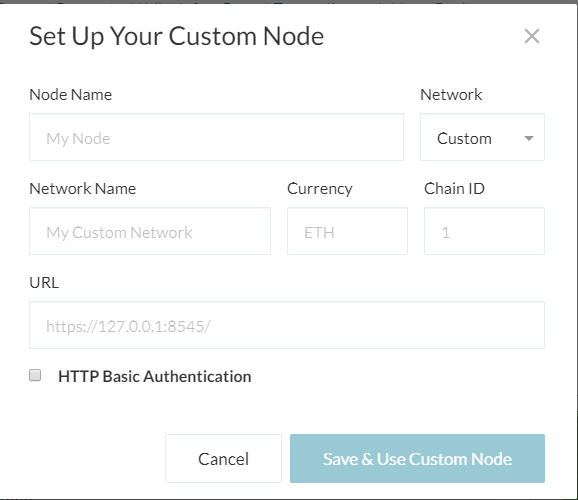 Set Up Your Custom Node
Node Name Network
My Node Custom
Network Name Currency Chain ID
My Custom Network ETH 1
URL
https://127.0.0.1:8545/
HTTP Basic Authentication
Cancel Save & Use Custom Node